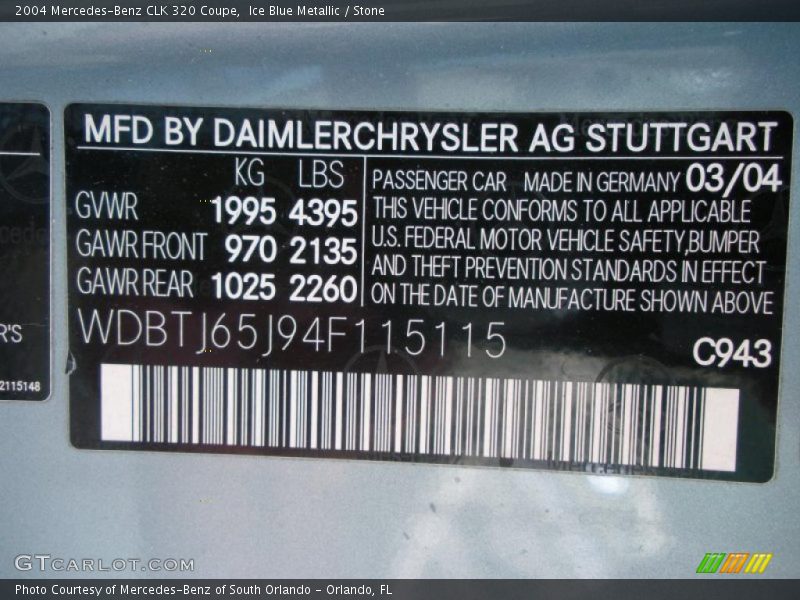 2004 Mercedes-Benz CLK 320 Coupe,  Ice Blue Metallic / Stone
MFD BY DAIMLERCHRYSLER AG STUTTGART
KG LBS
GVWR 1995 4395
GAWR FRONT 970 2135
GAWR REAR 1025 2260
PASSENGER CAR MADE IN GERMANY 03/04
THIS VEHICLE CONFORMS TO ALL APPLICABLE
U.S. FEDERAL MOTOR VEHICLE SAFETY,BUMPER
AND THEFT PREVENTION STANDARDS IN EFFECT
ON THE DATE OF MANUFACTURE SHOWN ABOVE
WDBTJ65J94F115115
C943
R'S
2115148
GTCARLOT.COM
Photo Courtesy of Mercedes-Benz of South Orlando - Orlando, FL